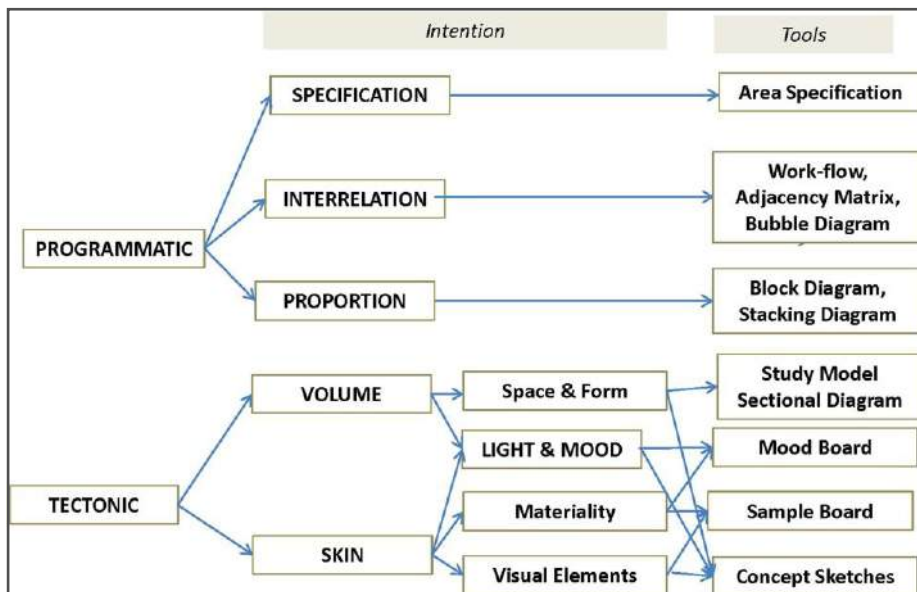 Intention
Tools
SPECIFICATION
Area Specification
INTERRELATION
Work-flow,
Adjacency Matrix,
Bubble Diagram
PROGRAMMATIC
PROPORTION
Block Diagram,
Stacking Diagram
VOLUME
Space & Form
Study Model
Sectional Diagram
LIGHT & MOOD
Mood Board
TECTONIC
Materiality
Sample Board
SKIN
Visual Elements
Concept Sketches